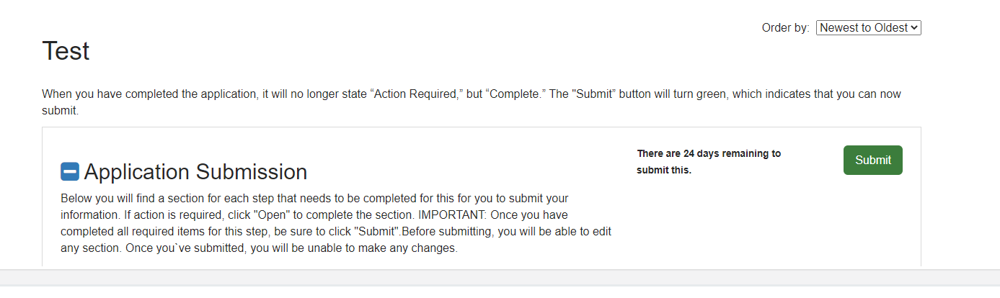 Order by: Newest to Oldest
Test
When you have completed the application, it will no longer state “Action Required,” but “Complete.” The "Submit” button will turn green, which indicates that you can now
submit.
There are 24 days remaining to
submit this.
Submit
Application Submission
Below you will find a section for each step that needs to be completed for this for you to submit your
information. If action is required, click "Open" to complete the section. IMPORTANT: Once you have
completed all required items for this step, be sure to click "Submit".Before submitting, you will be able to edit
any section. Once you`ve submitted, you will be unable to make any changes.